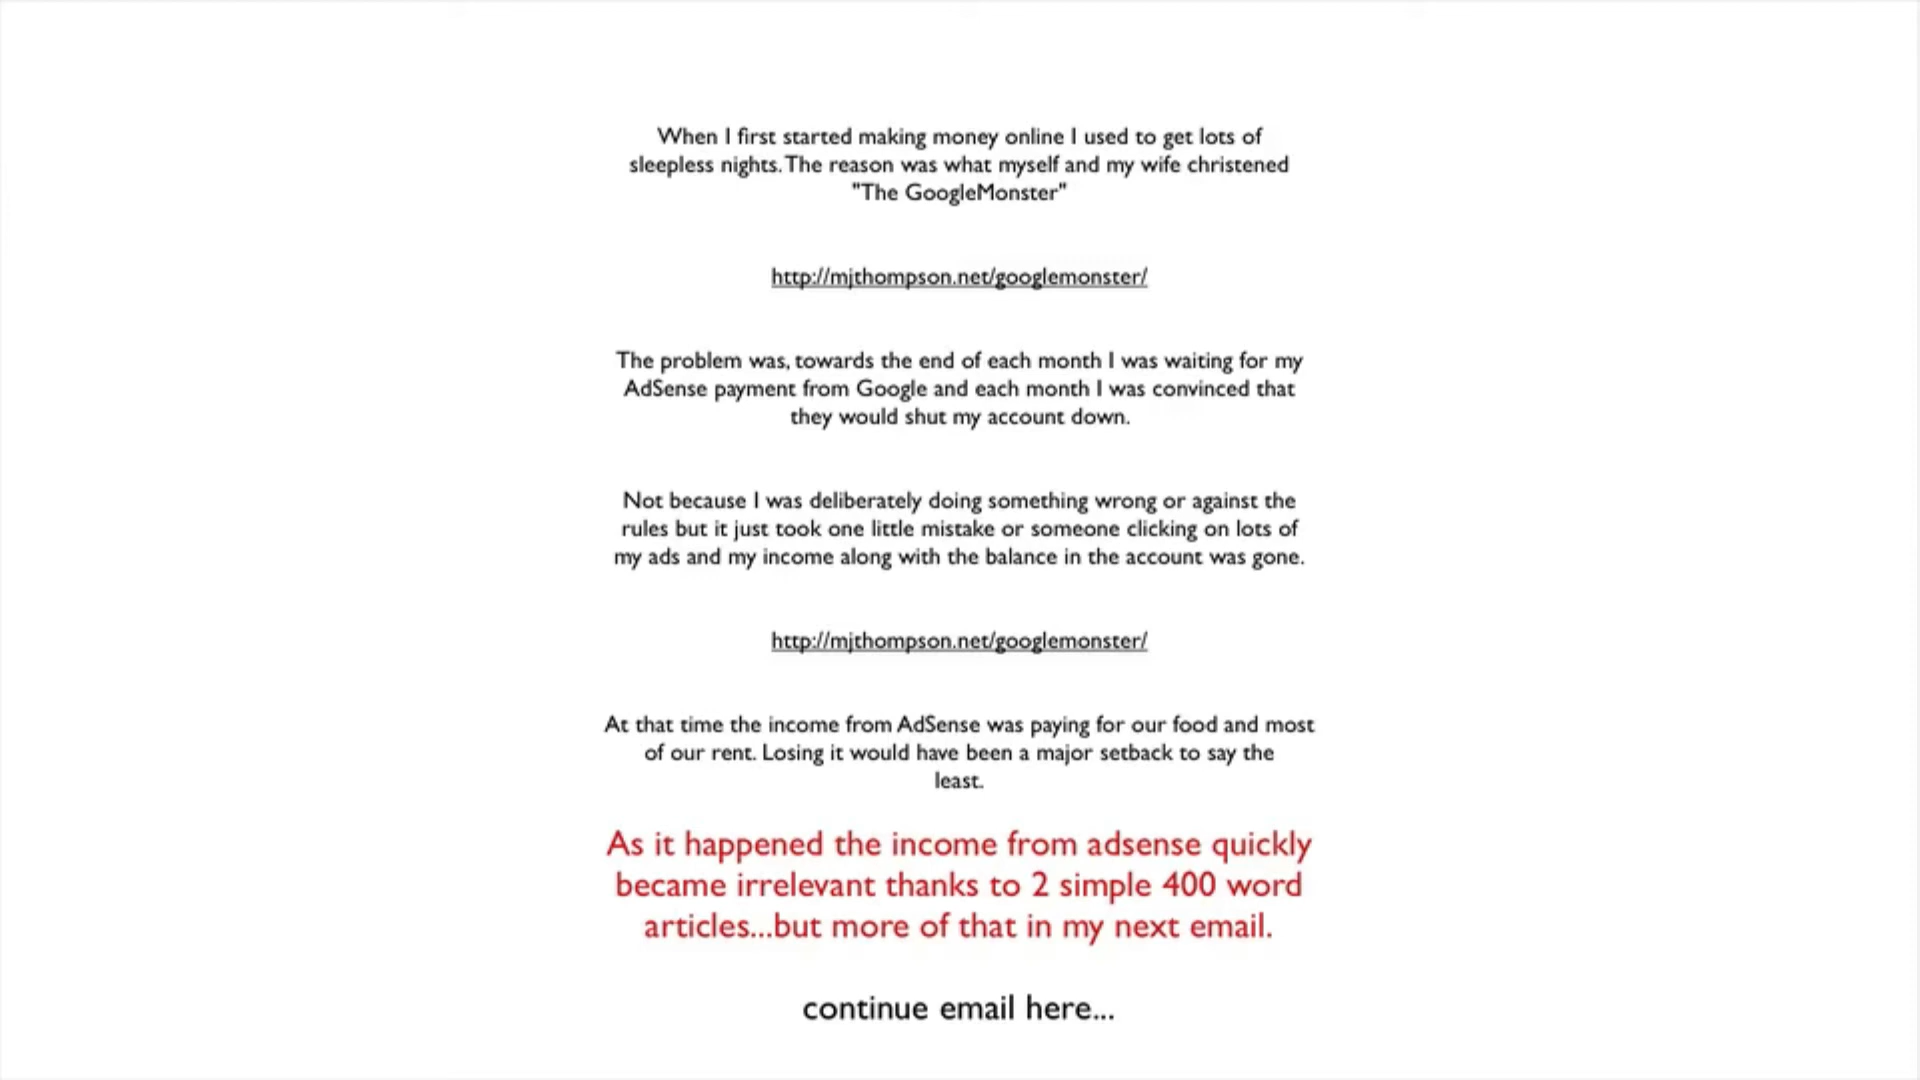 When I first started making money online I used to get lots of
sleepless nights. The reason was what myself and my wife christened
"The GoogleMonster"
http://mjthompson.net/googlemonster/
The problem was, towards the end of each month I was waiting for my
AdSense payment from Google and each month I was convinced that
they would shut my account down.
Not because I was deliberately doing something wrong or against the
rules but it just took one little mistake or someone clicking on lots of
my ads and my income along with the balance in the account was gone.
http://mjthompson.net/googlemonster/
At that time the income from AdSense was paying for our food and most
of our rent. Losing it would have been a major setback to say the
least.
As it happened the income from adsense quickly
became irrelevant thanks to 2 simple 400 word
articles...but more of that in my next email.
continue email here...